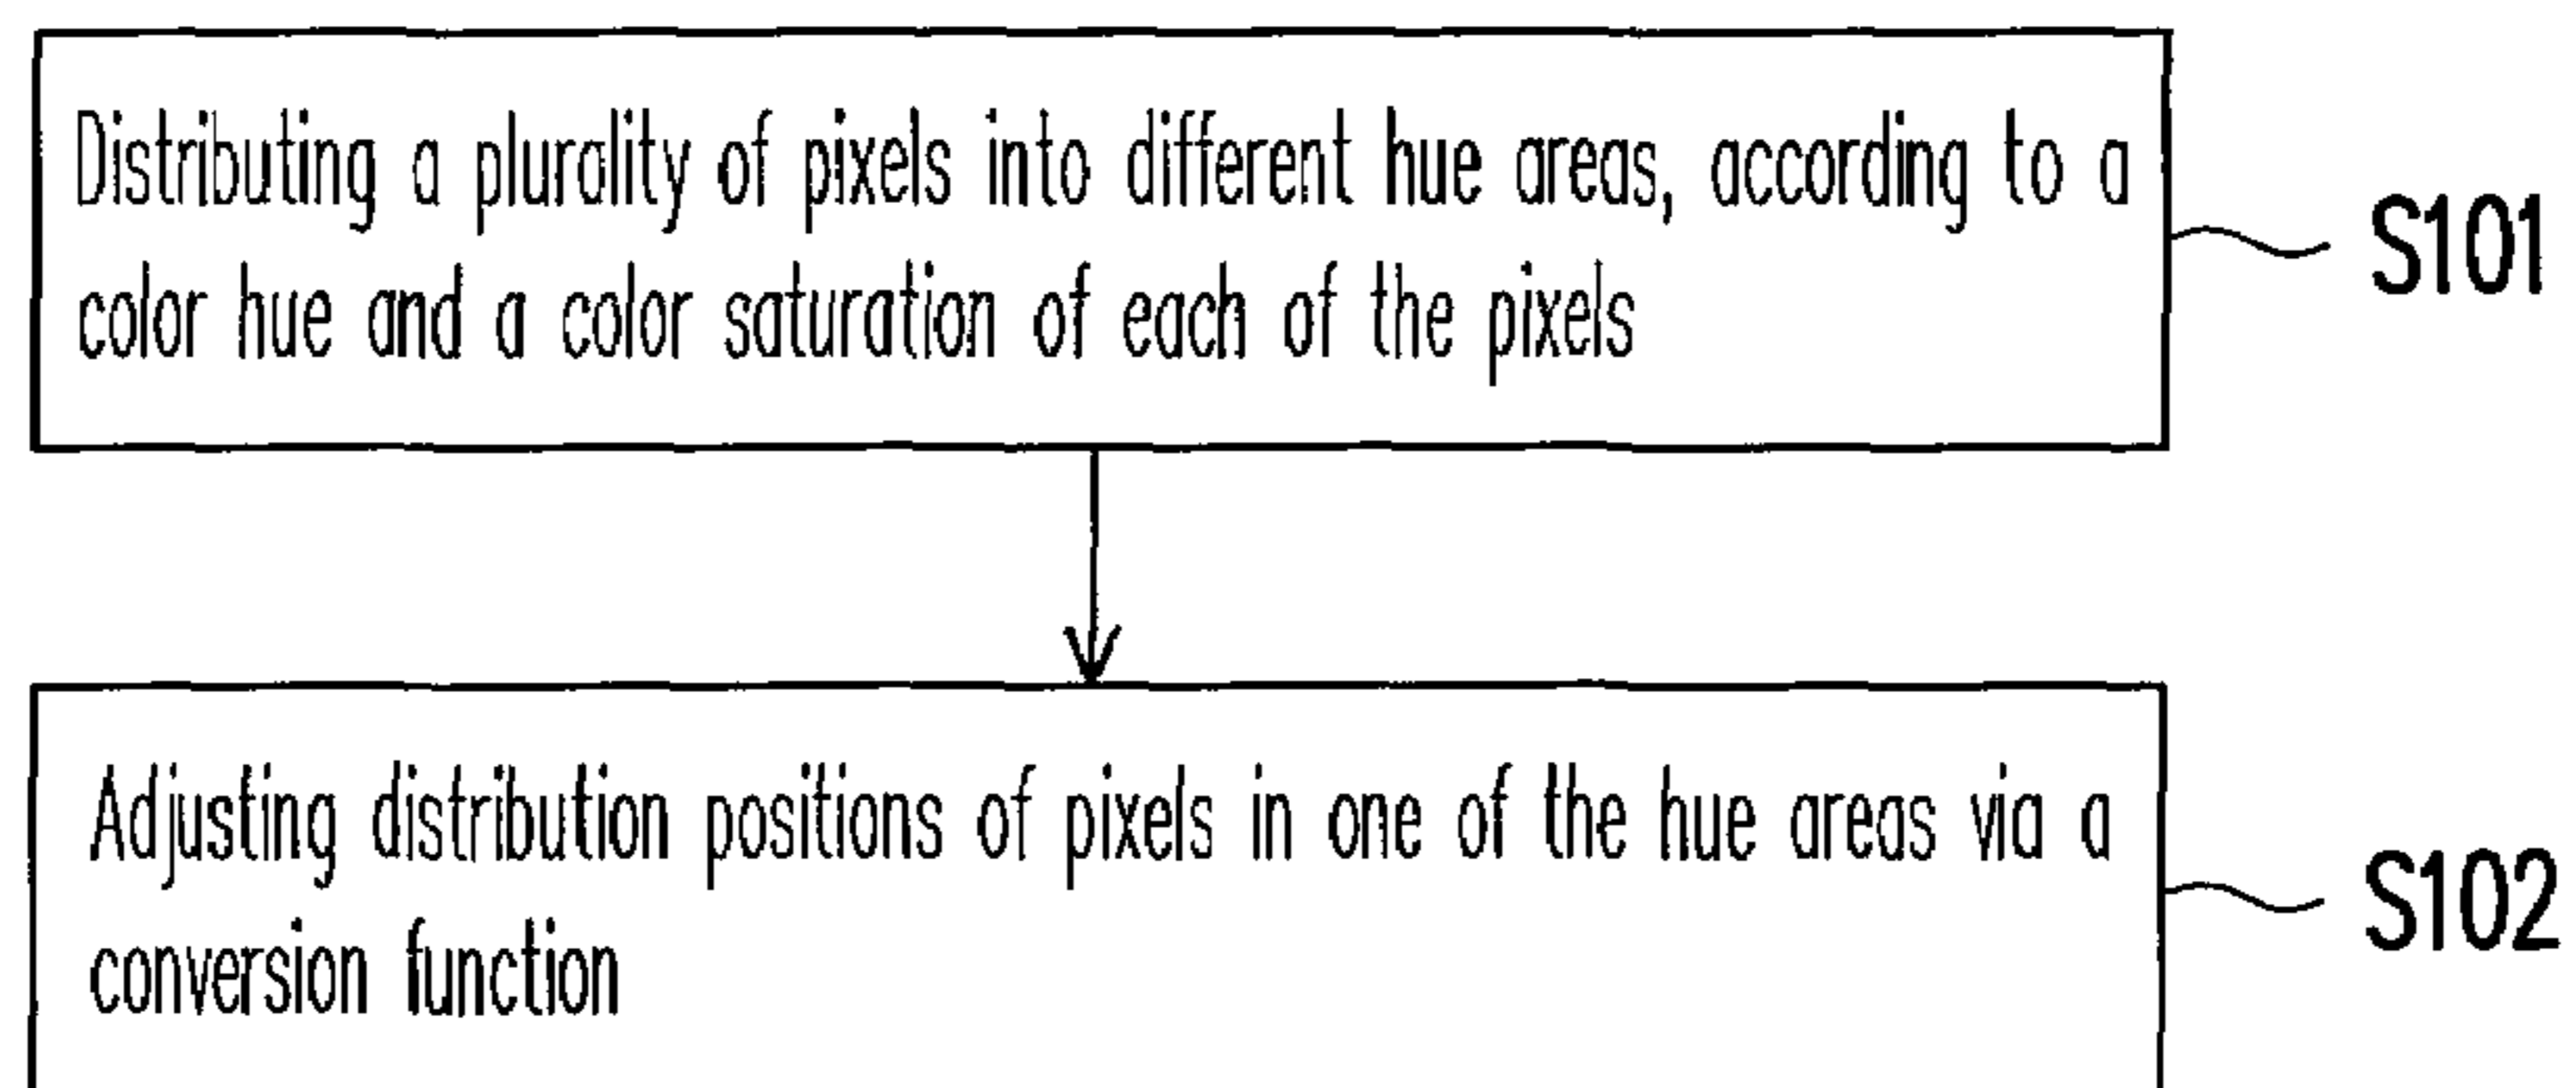 Distributing a plurality of pixels into different hue areas, according to a
color hue and a color saturation of each of the pixels
S101
Adjusting distribution positions of pixels in one of the hue areas via a
conversion function
S102